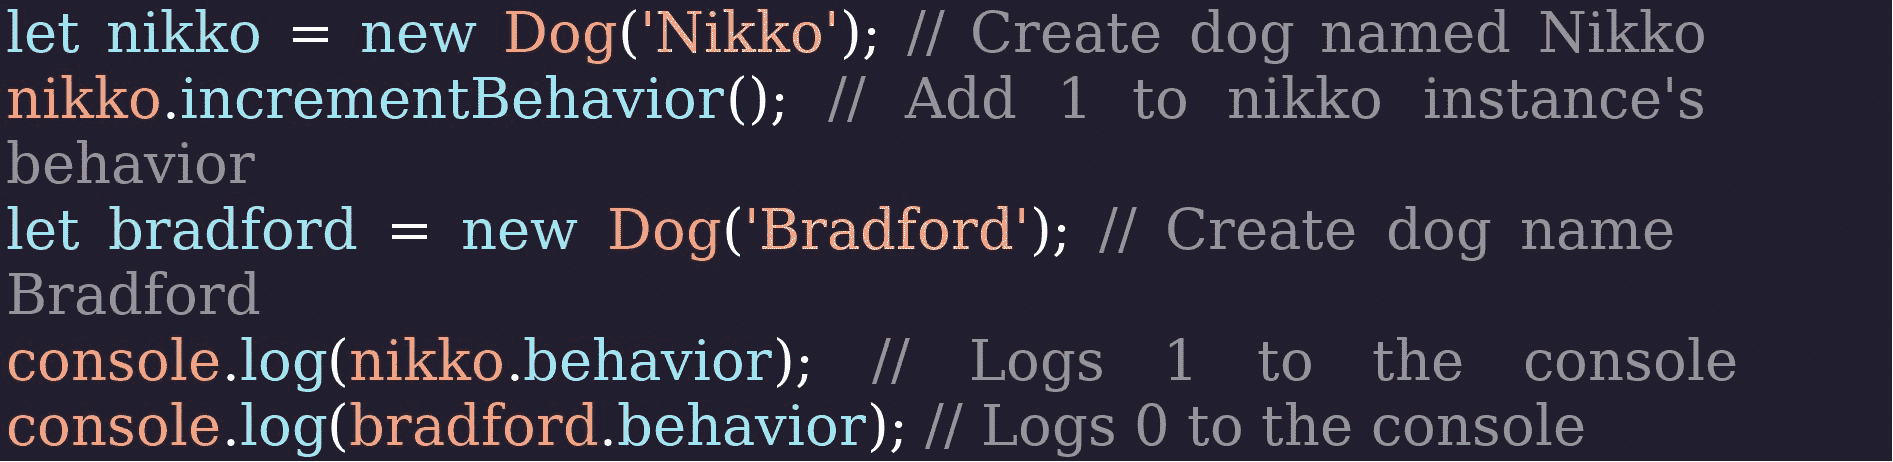 let nikko = new Dog('Nikko'); // Create dog named Nikko
nikko.incrementBehavior(); // Add 1 to nikko instance's
behavior
let bradford = new Dog('Bradford'); // Create dog name
Bradford
console.log(nikko.behavior); // Logs 1 to the console
console.log(bradford.behavior); // Logs 0 to the console